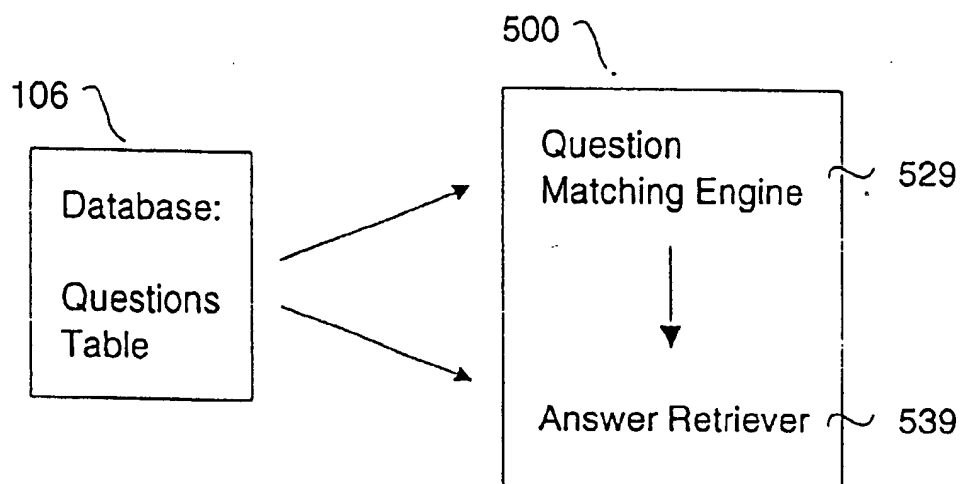 500
106
Database:
Questions
Table
Question
Matching Engine
529
Answer Retriever
539